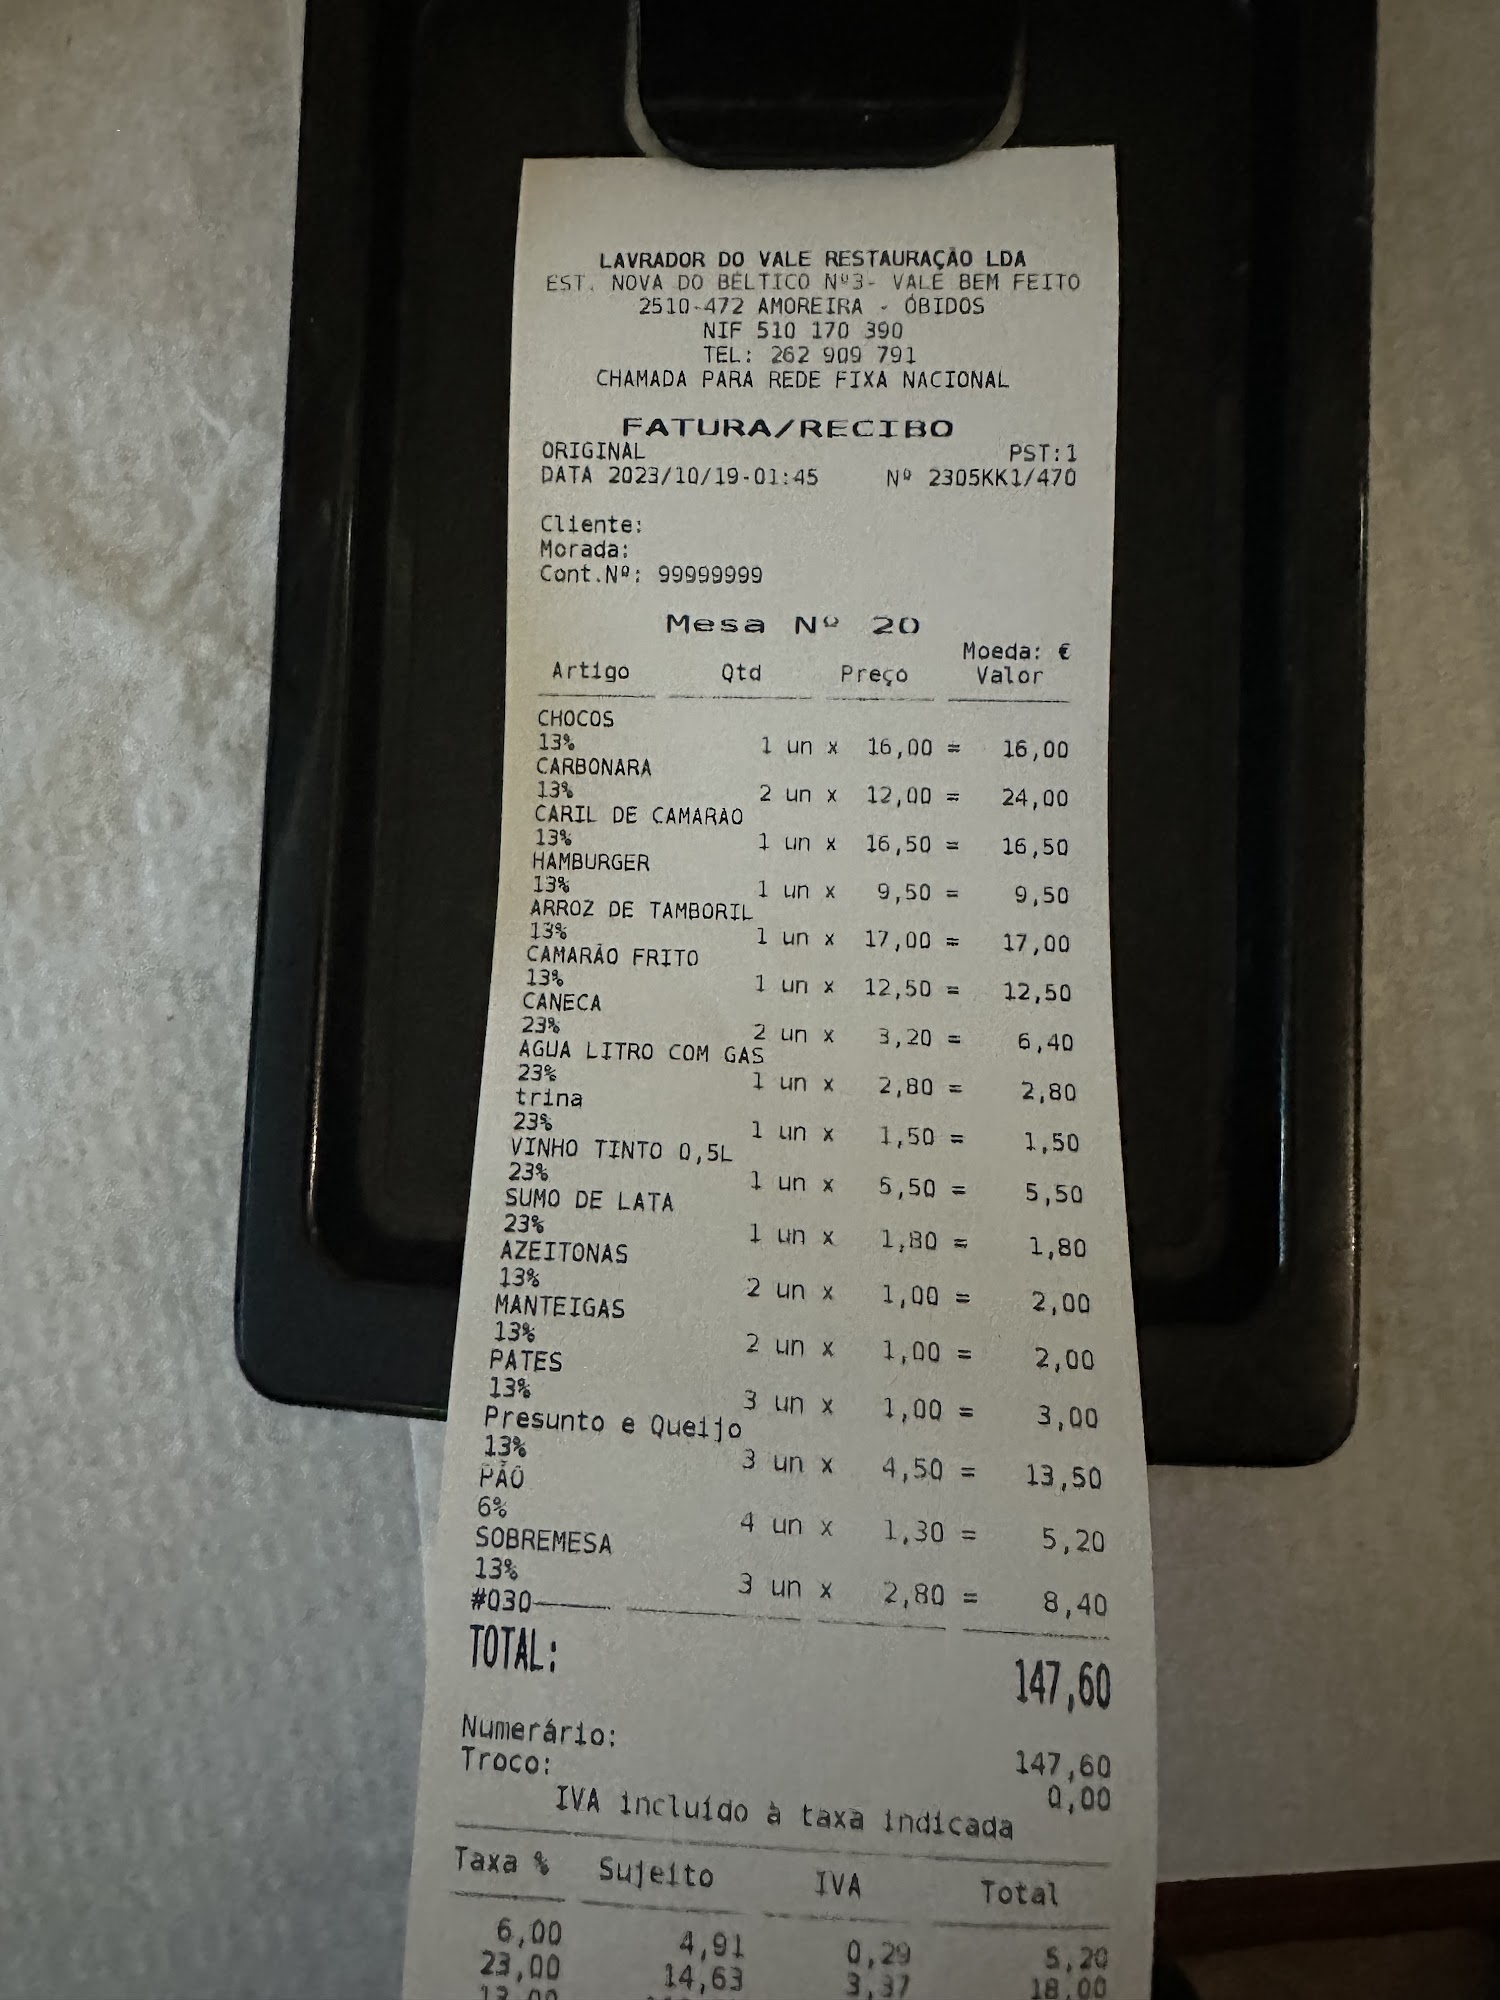 LAVRADOR DO VALE RESTAURAÇÃO LDA
EST. NOVA DO BÉLTICO Nº3- VALE BEM FEITO
2510-472 AMOREIRA - ÓBIDOS
NIF 510 170 390
TEL: 262 909 791
CHAMADA PARA REDE FIXA NACIONAL
FATURA/RECIBO
ORIGINAL PST:1
DATA 2023/10/19-01:45 Nº 2305KK1/470
Cliente:
Morada:
Cont.Nº: 99999999
Mesa Nº 20
Moeda: €
Artigo Qtd Preço Valor
CHOCOS
13% 1 un x 16,00 = 16,00
CARBONARA
13% 2 un x 12,00 = 24,00
CARIL DE CAMARAO
13% 1 un x 16,50 = 16,50
HAMBURGER
13% 1 un x 9,50 = 9,50
ARROZ DE TAMBORIL
13% 1 un x 17,00 = 17,00
CAMARÃO FRITO
13% 1 un x 12,50 = 12,50
CANECA
23% 2 un x 3,20 = 6,40
AGUA LITRO COM GAS
23% 1 un x 2,80 = 2,80
trina
23% 1 un x 1,50 = 1,50
VINHO TINTO 0,5L
23% 1 un x 5,50 = 5,50
SUMO DE LATA
23% 1 un x 1,80 = 1,80
AZEITONAS
13% 2 un x 1,00 = 2,00
MANTEIGAS
13% 2 un x 1,00 = 2,00
PATES
13% 3 un x 1,00 = 3,00
Presunto e Queijo
13% 3 un x 4,50 = 13,50
PÃO
6% 4 un x 1,30 = 5,20
SOBREMESA
13% 3 un x 2,80 = 8,40
#030
TOTAL: 147,60
Numerário: 147,60
Troco: 0,00
IVA incluído à taxa indicada
Taxa % Sujeito IVA Total
6,00 4,91 0,29 5,20
23,00 14,63 3,37 18,00
13,00